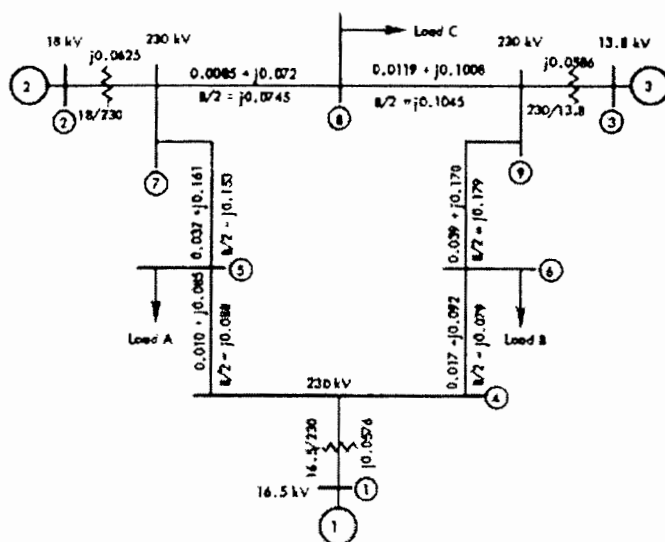 Load C
18 kV
j0.0625
230 kV
0.0085 + j0.072
B/2 = j0.0745
0.0119 + j0.1008
B/2 = j0.1045
230 kV
j0.0586
13.8 kV
2
18/230
2
8
230/13.8
3
3
7
9
0.032 + j0.161
B/2 = j0.153
0.039 + j0.170
B/2 = j0.179
5
6
Load A
Load B
0.010 + j0.085
B/2 = j0.088
0.017 + j0.092
B/2 = j0.079
230 kV
4
16.5/230
j0.0576
16.5 kV
1
1